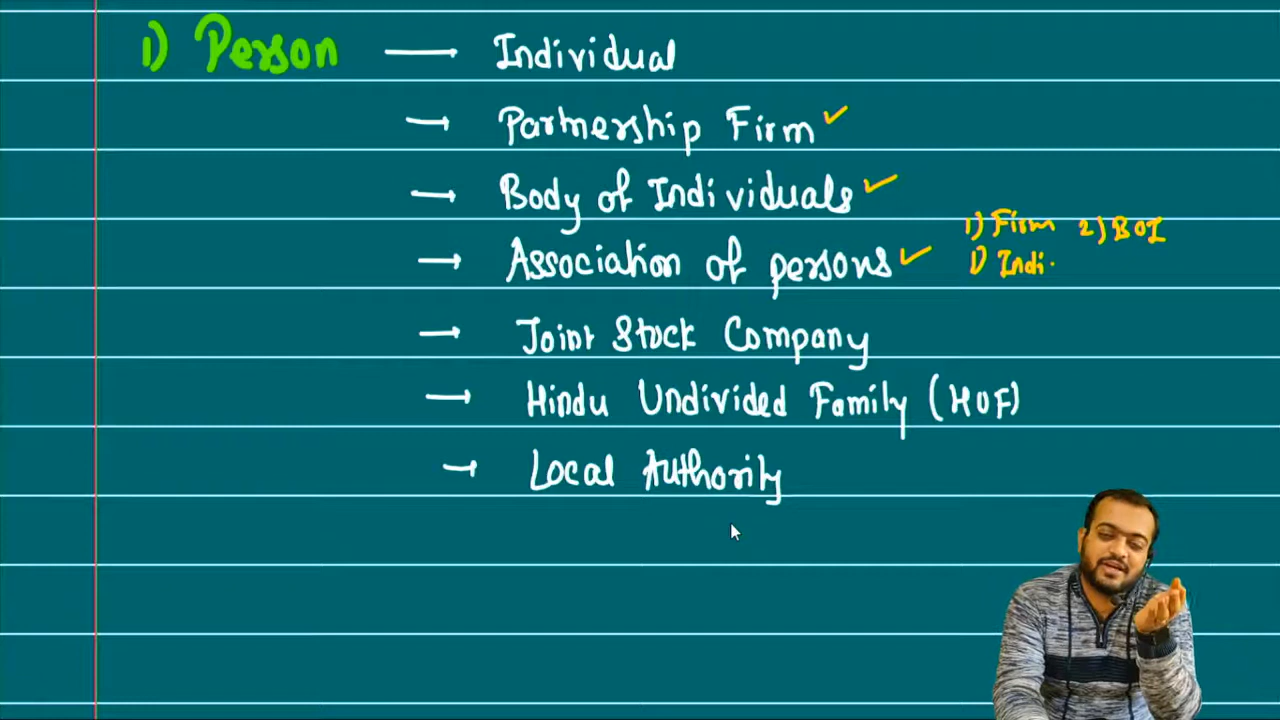 1) Person → Individual
→ Partnership Firm ✓
→ Body of Individuals ✓
1) Firm 2) BOI
→ Association of persons ✓
1) Indi.
→ Joint Stock Company
→ Hindu Undivided Family (HUF)
→ Local Authority